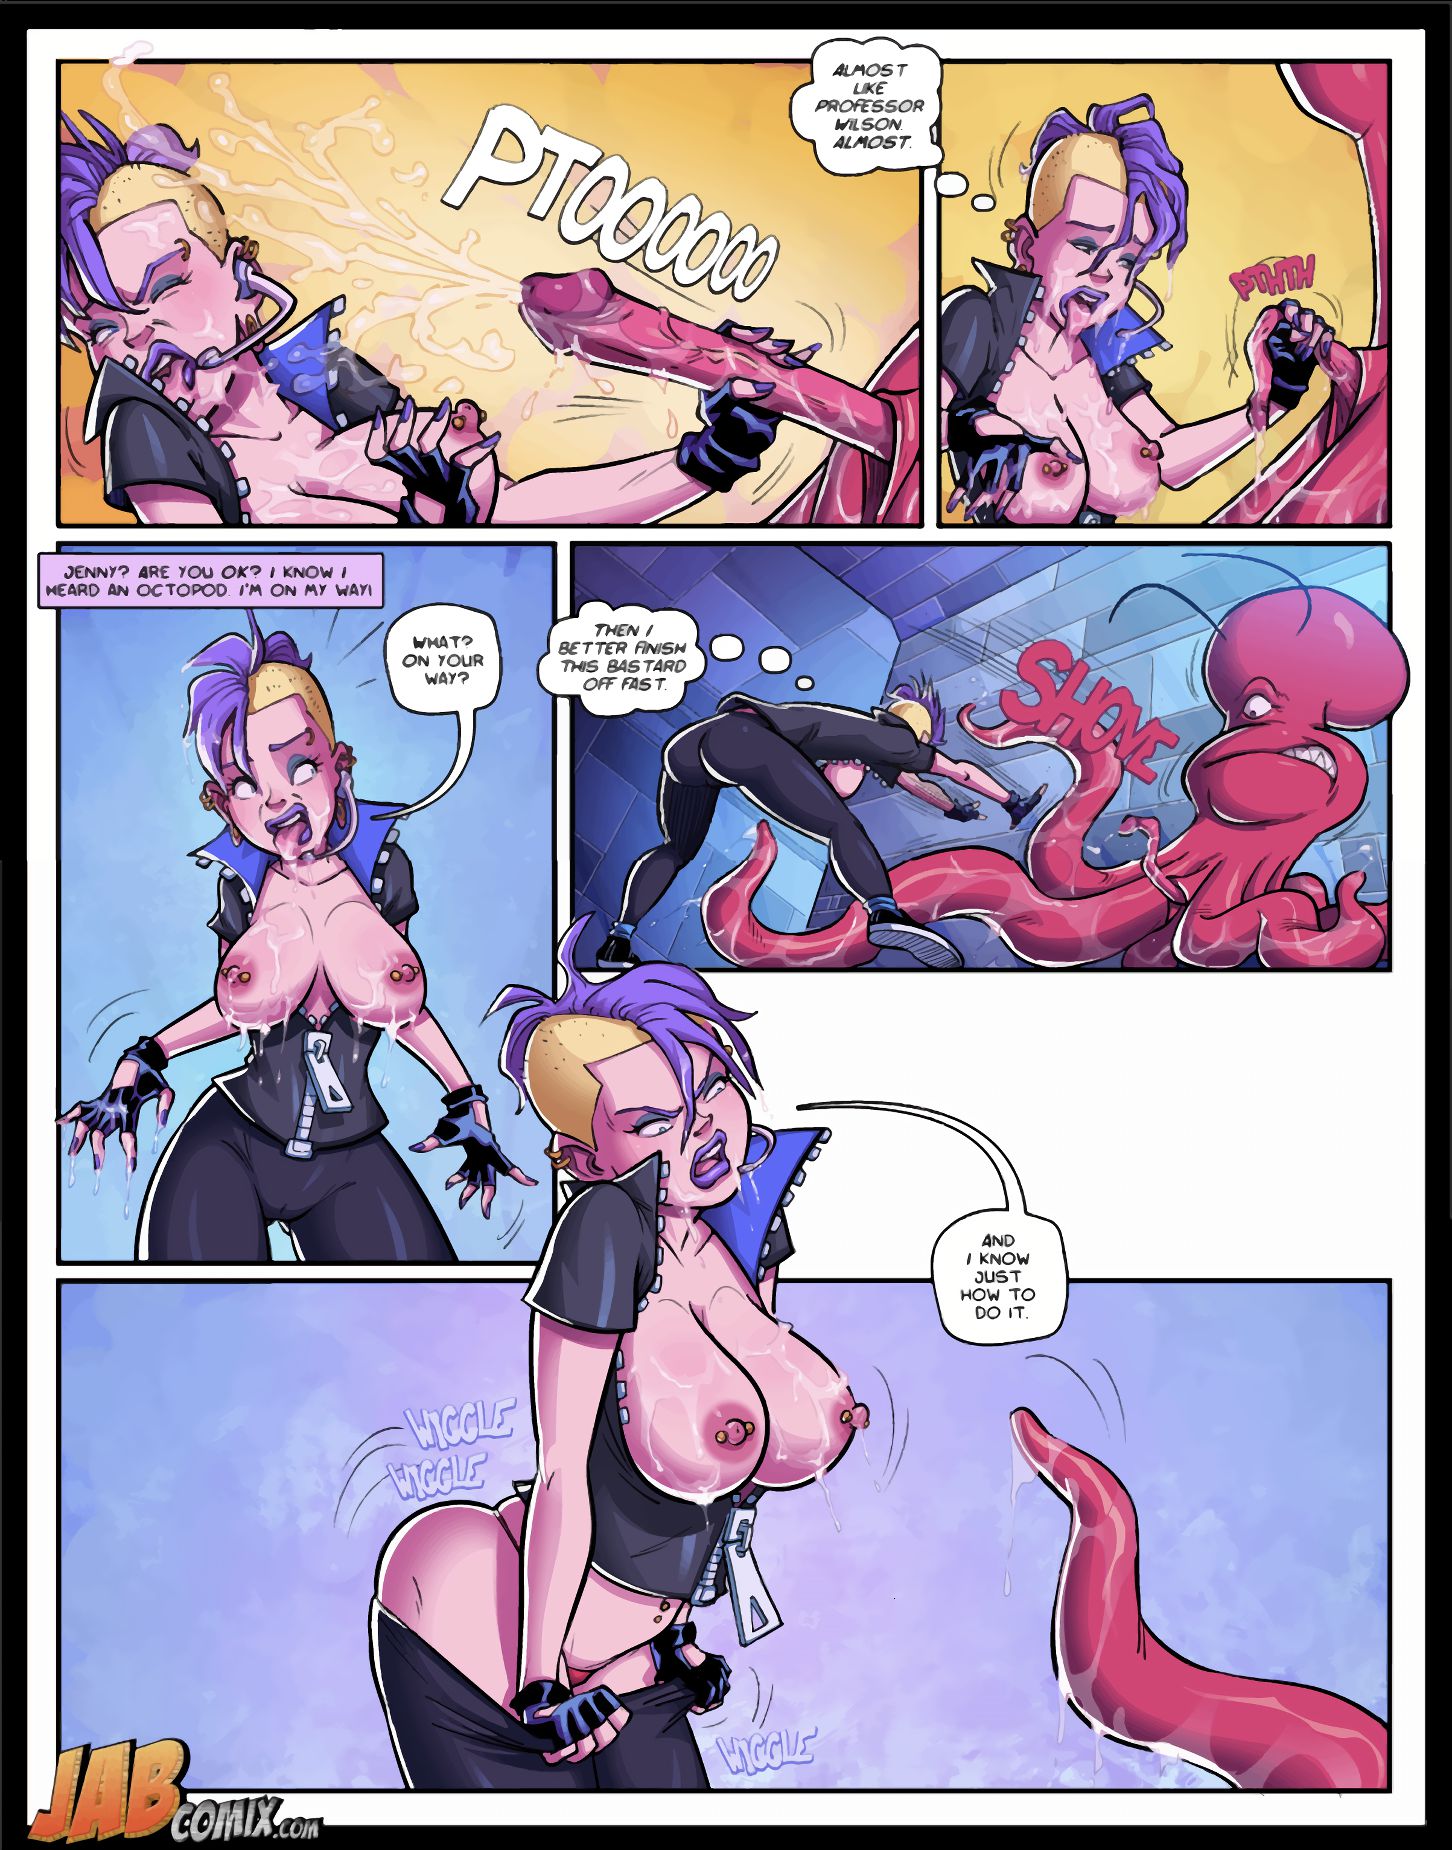 PTOOOOOOO
ALMOST
LIKE
PROFESSOR
WILSON.
ALMOST.
PTHTH
JENNY? ARE YOU OK? I KNOW I
HEARD AN OCTOPOD. I'M ON MY WAY!
WHAT?
ON YOUR
WAY?
THEN I
BETTER FINISH
THIS BASTARD
OFF FAST.
SHOVE
AND
I KNOW
JUST
HOW TO
DO IT.
WIGGLE
WIGGLE
WIGGLE
JAB
COMIX.com